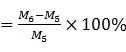 = (M₆ − M₅) / M₅ × 100%